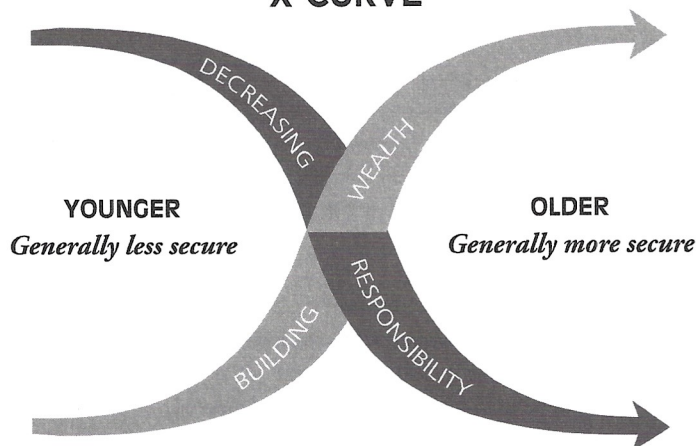 X CURVE
DECREASING
WEALTH
YOUNGER
Generally less secure
OLDER
Generally more secure
BUILDING
RESPONSIBILITY